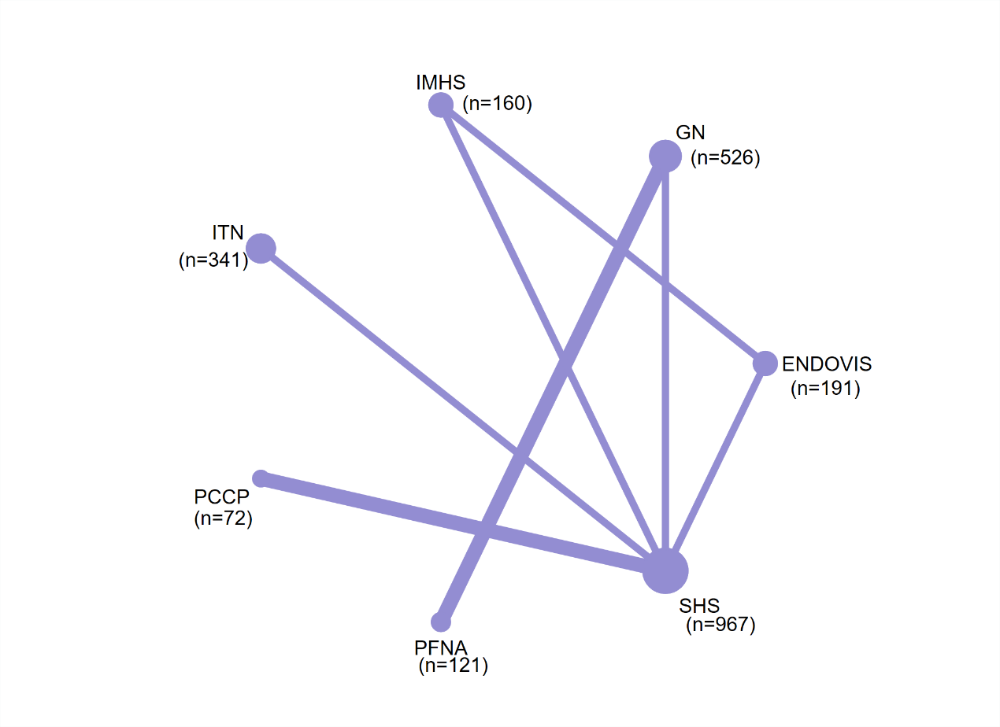 IMHS
(n=160)
GN
(n=526)
ITN
(n=341)
ENDOVIS
(n=191)
PCCP
(n=72)
SHS
(n=967)
PFNA
(n=121)